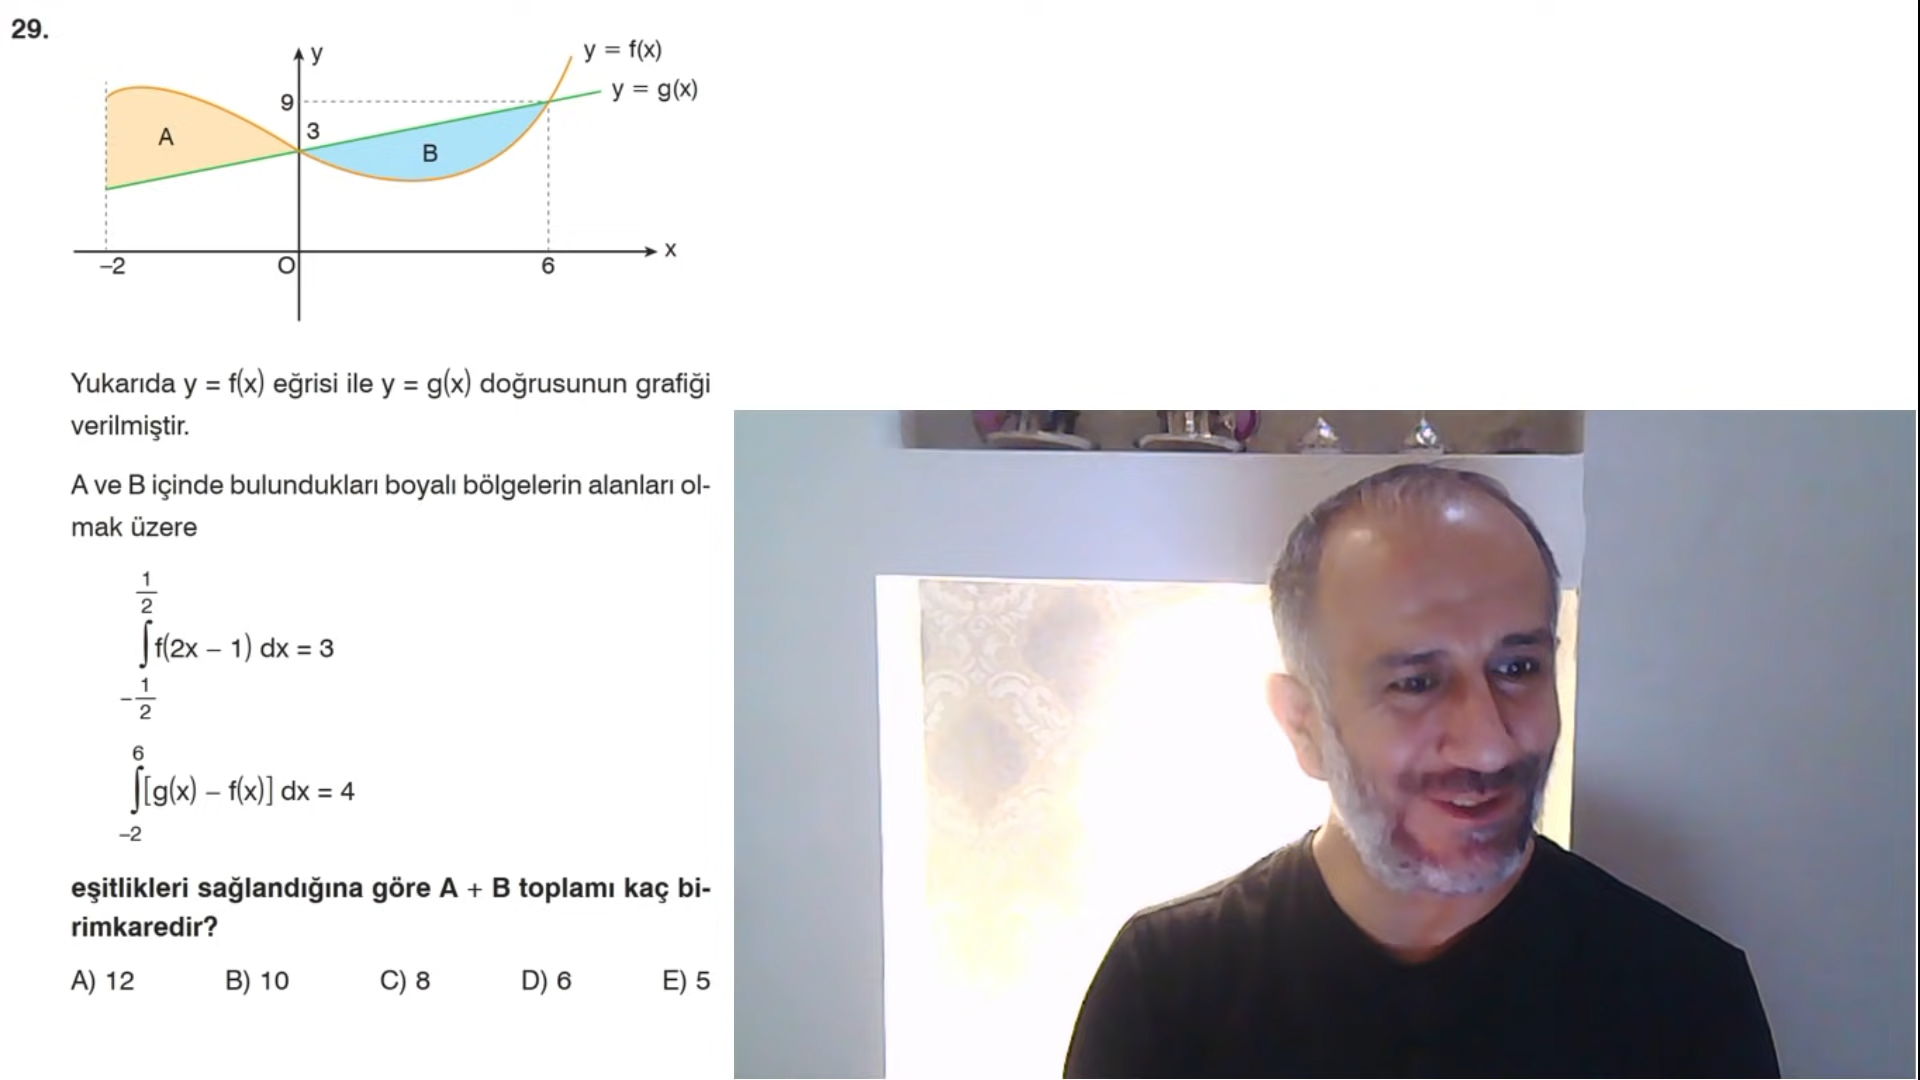 29.
y
y = f(x)
y = g(x)
9
3
A
B
x
–2
O
6
Yukarıda y = f(x) eğrisi ile y = g(x) doğrusunun grafiği
verilmiştir.
A ve B içinde bulundukları boyalı bölgelerin alanları ol-
mak üzere
1
2
∫f(2x – 1) dx = 3
–1
2
6
∫[g(x) – f(x)] dx = 4
–2
eşitlikleri sağlandığına göre A + B toplamı kaç bi-
rimkaredir?
A) 12 B) 10 C) 8 D) 6 E) 5